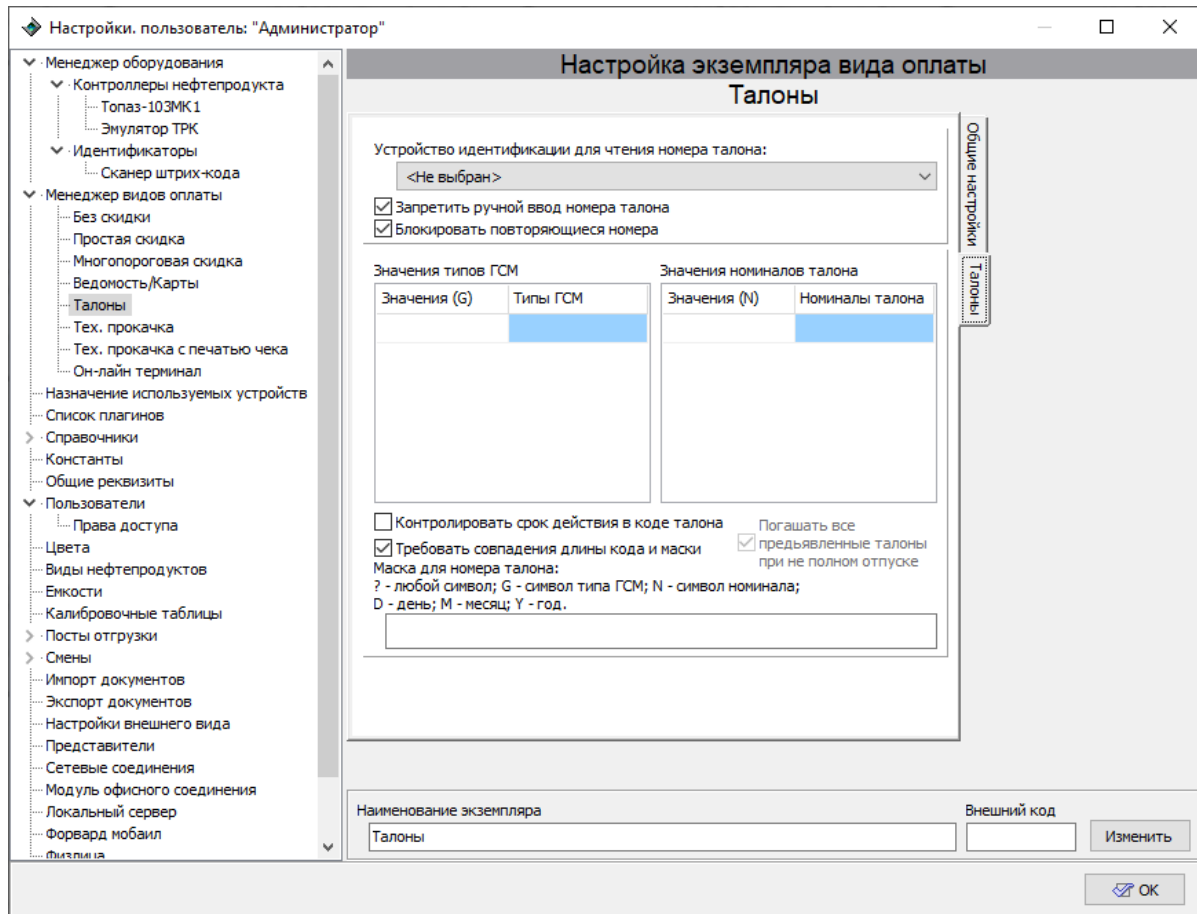 Настройки. пользователь: "Администратор"
Менеджер оборудования
Контроллеры нефтепродукта
Топаз-103МК1
Эмулятор ТРК
Идентификаторы
Сканер штрих-кода
Менеджер видов оплаты
Без скидки
Простая скидка
Многопороговая скидка
Ведомость/Карты
Талоны
Тех. прокачка
Тех. прокачка с печатью чека
Он-лайн терминал
Назначение используемых устройств
Список плагинов
Справочники
Константы
Общие реквизиты
Пользователи
Права доступа
Цвета
Виды нефтепродуктов
Емкости
Калибровочные таблицы
Посты отгрузки
Смены
Импорт документов
Экспорт документов
Настройки внешнего вида
Представители
Сетевые соединения
Модуль офисного соединения
Локальный сервер
Форвард мобаил
Физлица
Настройка экземпляра вида оплаты
Талоны
Общие настройки
Талоны
Устройство идентификации для чтения номера талона:
<Не выбран>
Запретить ручной ввод номера талона
Блокировать повторяющиеся номера
Значения типов ГСМ
Значения (G) Типы ГСМ
Значения номиналов талона
Значения (N) Номиналы талона
Контролировать срок действия в коде талона
Требовать совпадения длины кода и маски
Погашать все
предъявленные талоны
при не полном отпуске
Маска для номера талона:
? - любой символ; G - символ типа ГСМ; N - символ номинала;
D - день; M - месяц; Y - год.
Наименование экземпляра
Талоны
Внешний код
Изменить
OK